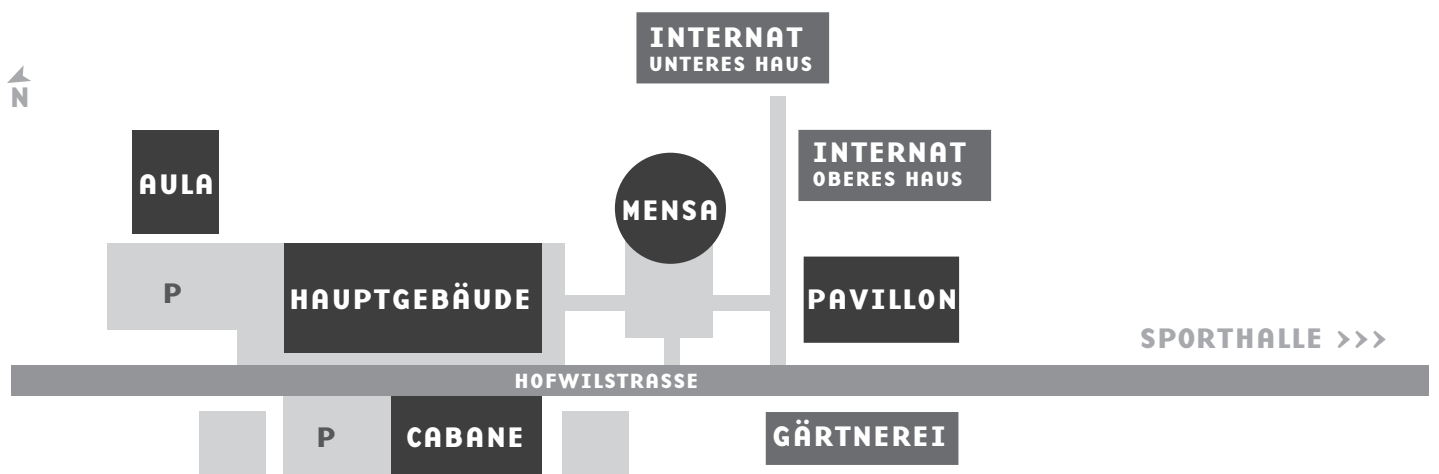 INTERNAT
UNTERES HAUS
N
INTERNAT
OBERES HAUS
AULA
MENSA
P
HAUPTGEBÄUDE
PAVILLON
SPORTHALLE >>>
HOFWILSTRASSE
P
CABANE
GÄRTNEREI